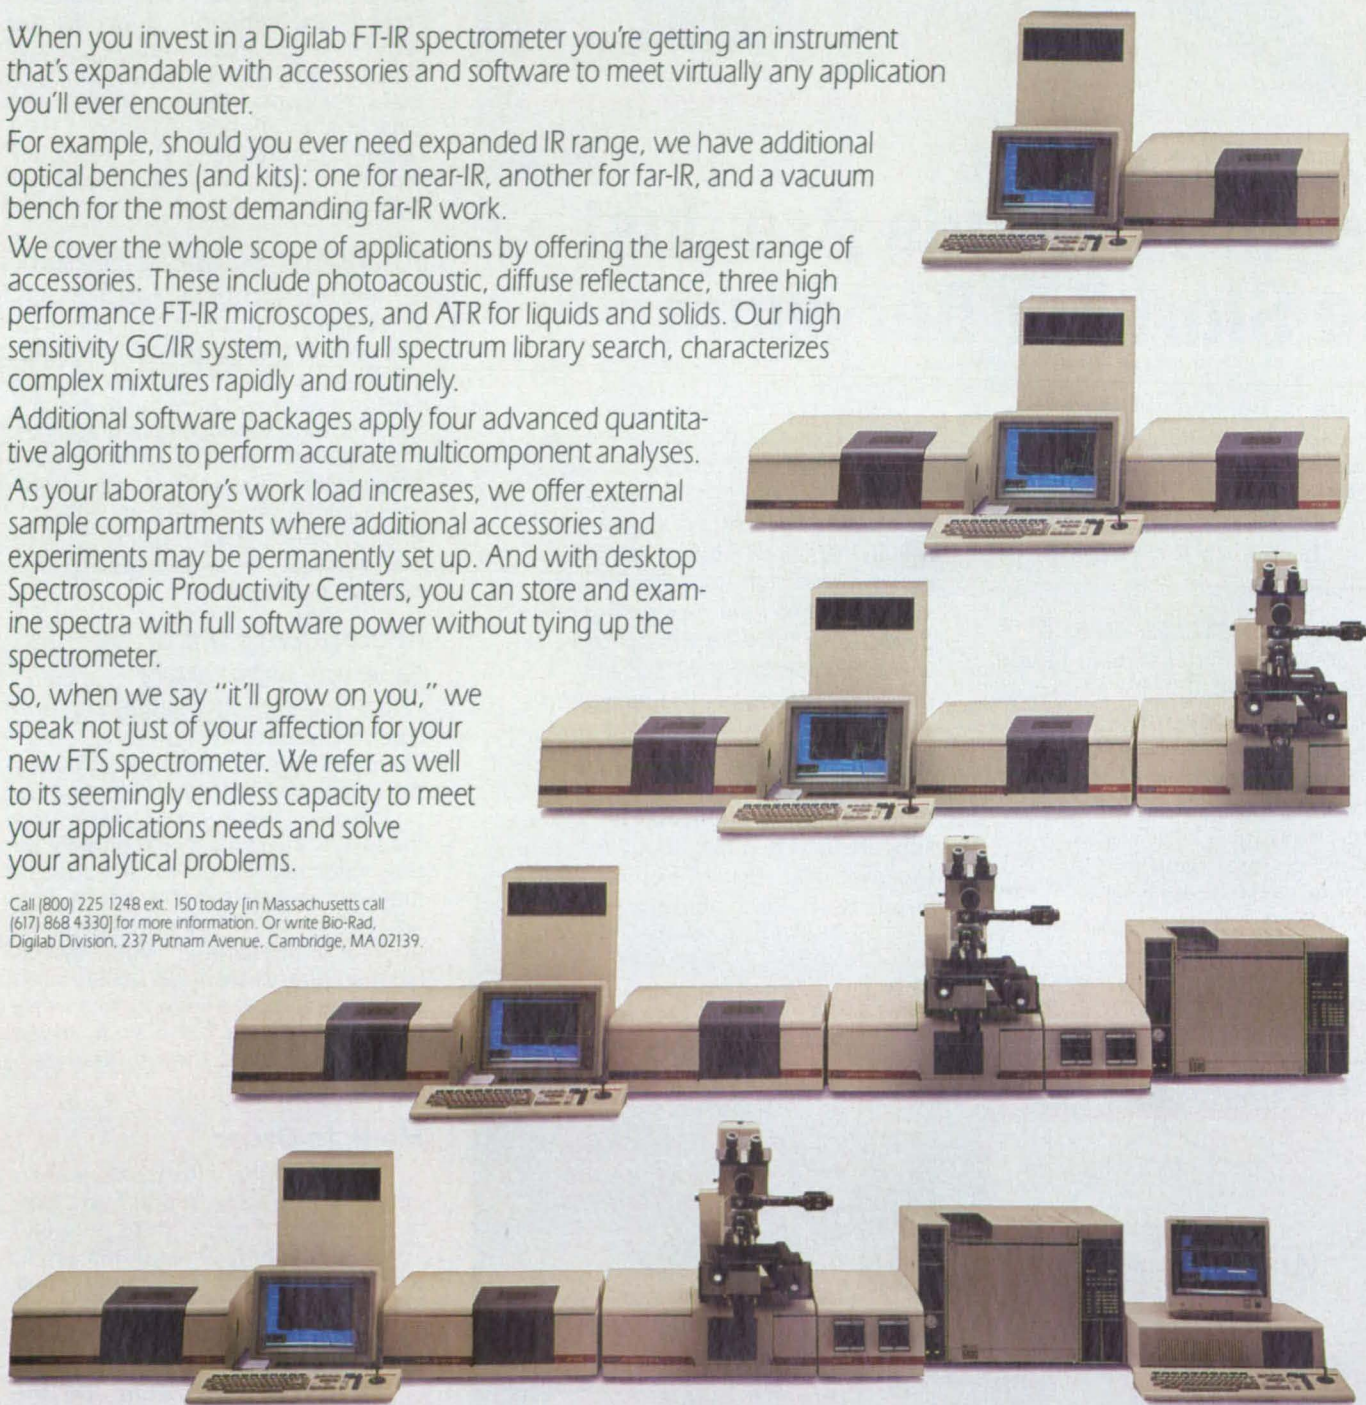 When you invest in a Digilab FT-IR spectrometer you're getting an instrument
that's expandable with accessories and software to meet virtually any application
you'll ever encounter.
For example, should you ever need expanded IR range, we have additional
optical benches (and kits): one for near-IR, another for far-IR, and a vacuum
bench for the most demanding far-IR work.
We cover the whole scope of applications by offering the largest range of
accessories. These include photoacoustic, diffuse reflectance, three high
performance FT-IR microscopes, and ATR for liquids and solids. Our high
sensitivity GC/IR system, with full spectrum library search, characterizes
complex mixtures rapidly and routinely.
Additional software packages apply four advanced quantita-
tive algorithms to perform accurate multicomponent analyses.
As your laboratory's work load increases, we offer external
sample compartments where additional accessories and
experiments may be permanently set up. And with desktop
Spectroscopic Productivity Centers, you can store and exam-
ine spectra with full software power without tying up the
spectrometer.
So, when we say "it'll grow on you," we
speak not just of your affection for your
new FTS spectrometer. We refer as well
to its seemingly endless capacity to meet
your applications needs and solve
your analytical problems.
Call (800) 225 1248 ext. 150 today [in Massachusetts call
(617) 868 4330] for more information. Or write Bio-Rad,
Digilab Division, 237 Putnam Avenue, Cambridge, MA 02139.